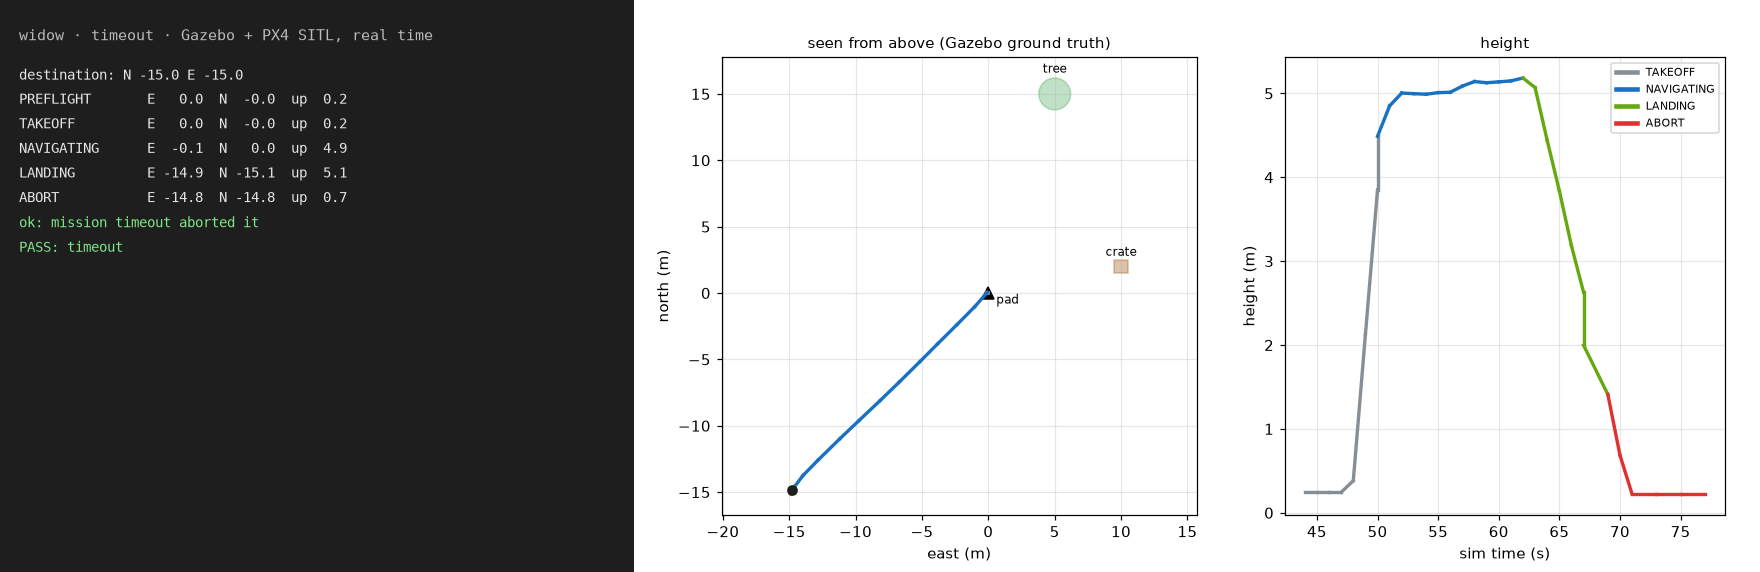 widow · timeout · Gazebo + PX4 SITL, real time
destination: N -15.0 E -15.0
PREFLIGHT E 0.0 N -0.0 up 0.2
TAKEOFF E 0.0 N -0.0 up 0.2
NAVIGATING E -0.1 N 0.0 up 4.9
LANDING E -14.9 N -15.1 up 5.1
ABORT E -14.8 N -14.8 up 0.7
ok: mission timeout aborted it
PASS: timeout
seen from above (Gazebo ground truth)
tree
crate
pad
15
10
5
0
−5
−10
−15
north (m)
−20 −15 −10 −5 0 5 10 15
east (m)
height
TAKEOFF
NAVIGATING
LANDING
ABORT
5
4
3
2
1
0
height (m)
45 50 55 60 65 70 75
sim time (s)